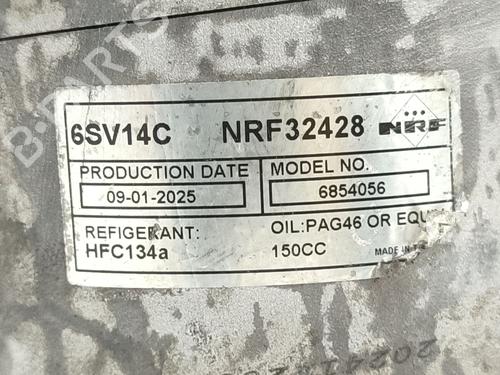 B-PARTS
6SV14C NRF32428 NRF
PRODUCTION DATE MODEL NO.
09-01-2025 6854056
REFIGERANT: OIL:PAG46 OR EQU
HFC134a 150CC MADE IN